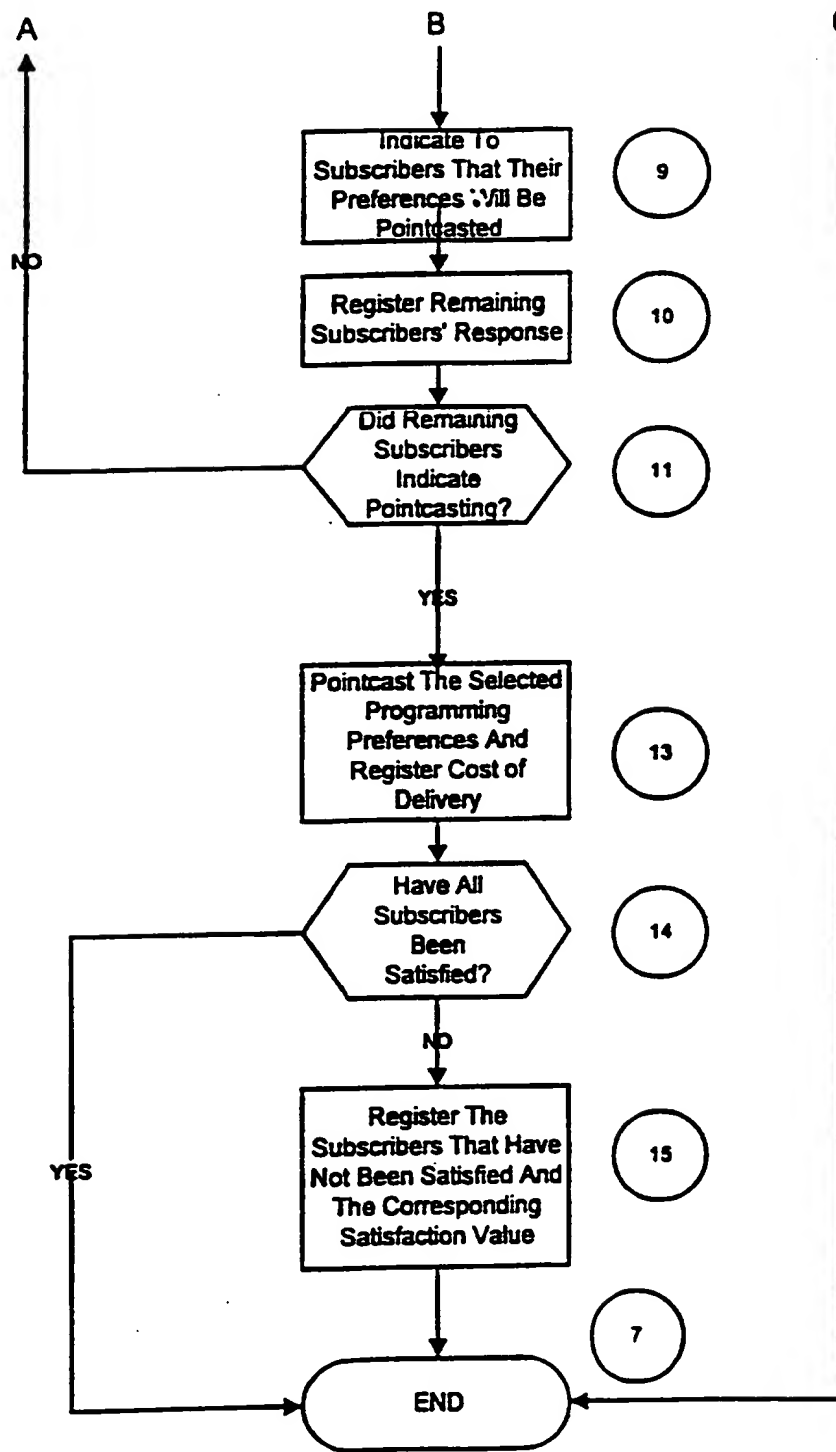 A
B
Indicate To
Subscribers That Their
Preferences Will Be
Pointcasted
9
NO
Register Remaining
Subscribers' Response
10
Did Remaining
Subscribers
Indicate
Pointcasting?
11
YES
Pointcast The Selected
Programming
Preferences And
Register Cost of
Delivery
13
Have All
Subscribers
Been
Satisfied?
14
NO
Register The
Subscribers That Have
Not Been Satisfied And
The Corresponding
Satisfaction Value
15
YES
7
END